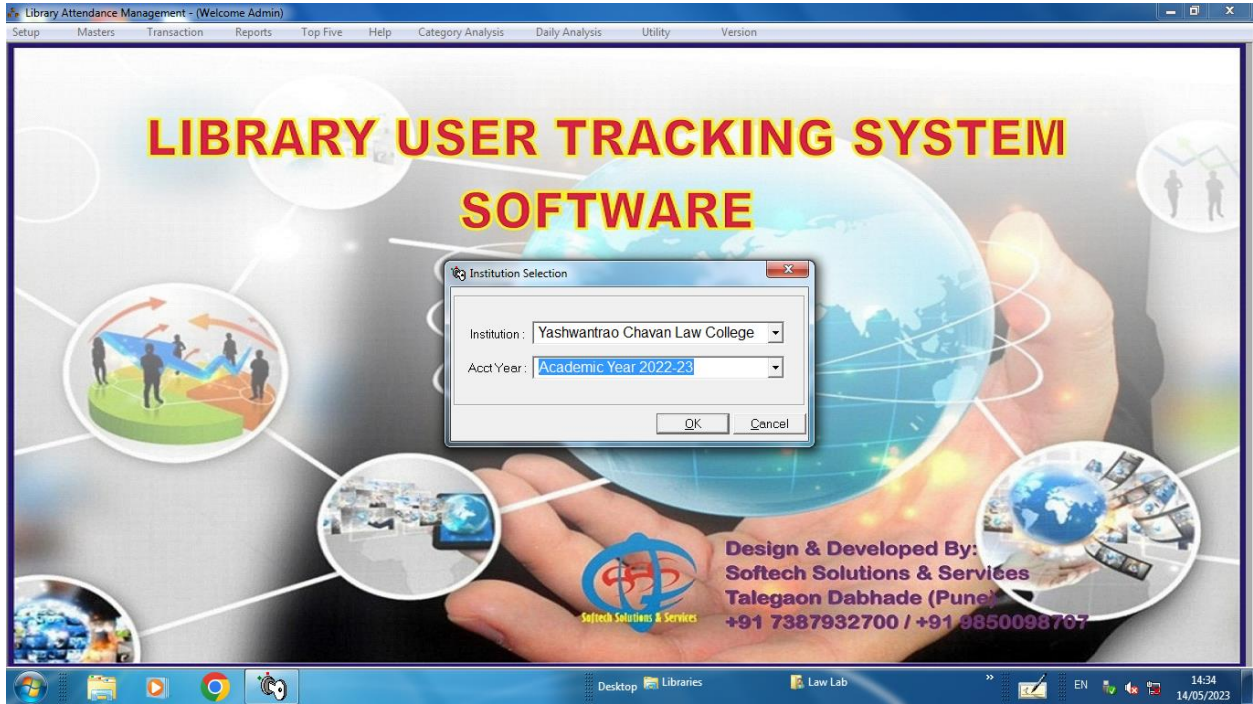 Library Attendance Management - (Welcome Admin)
Setup Masters Transaction Reports Top Five Help Category Analysis Daily Analysis Utility Version
LIBRARY USER TRACKING SYSTEM
SOFTWARE
Institution Selection
Institution : Yashwantrao Chavan Law College
Acct Year : Academic Year 2022-23
OK Cancel
Design & Developed By:
Softech Solutions & Services
Talegaon Dabhade (Pune)
+91 7387932700 / +91 9850098707
Softech Solutions & Services
Desktop Libraries Law Lab » EN 14:34
14/05/2023